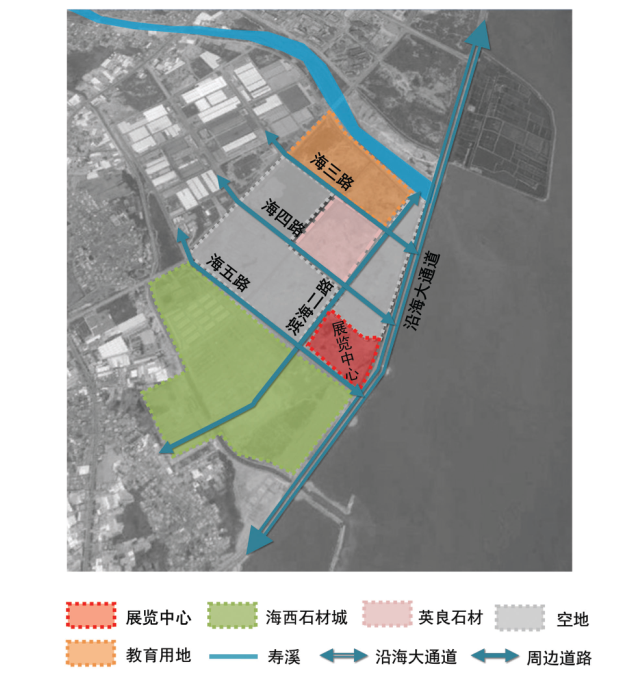 海三路
海四路
海五路
滨海二路
沿海大通道
展览中心
展览中心
海西石材城
英良石材
空地
教育用地
寿溪
沿海大通道
周边道路